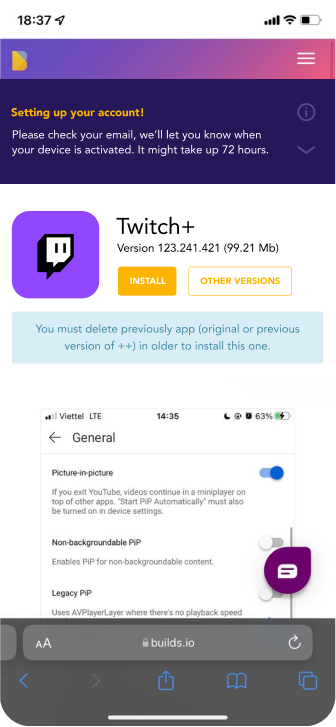 18:37
Setting up your account!
Please check your email, we'll let you know when
your device is activated. It might take up 72 hours.
Twitch+
Version 123.241.421 (99.21 Mb)
INSTALL
OTHER VERSIONS
You must delete previously app (original or previous
version of ++) in older to install this one.
Viettel LTE 14:35 63%
General
Picture-in-picture
If you exit YouTube, videos continue in a miniplayer on
top of other apps. "Start PiP Automatically" must also
be turned on in device settings.
Non-backgroundable PiP
Enables PiP for non-backgroundable content.
Legacy PiP
Uses AVPlayerLayer where there's no playback speed
AA builds.io